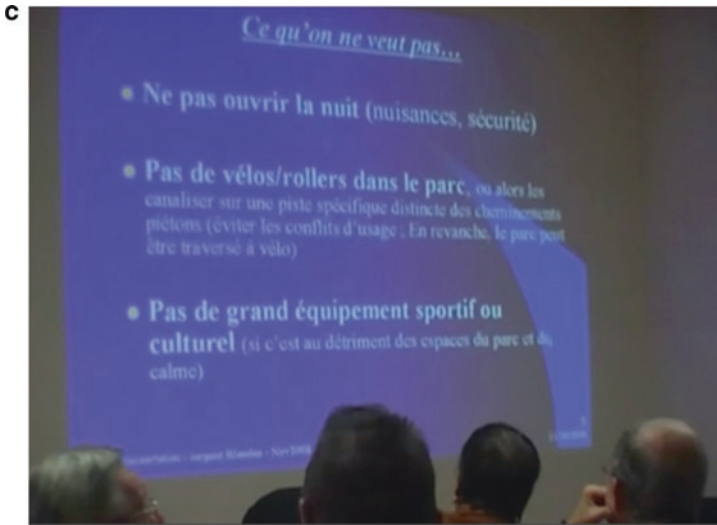 c
Ce qu'on ne veut pas...
Ne pas ouvrir la nuit (nuisances, sécurité)
Pas de vélos/rollers dans le parc, ou alors les
canaliser sur une piste spécifique distincte des cheminements
piétons (éviter les conflits d'usage ; En revanche, le parc peut
être traversé à vélo)
Pas de grand équipement sportif ou
culturel (si c'est au détriment des espaces du parc et du
calme)